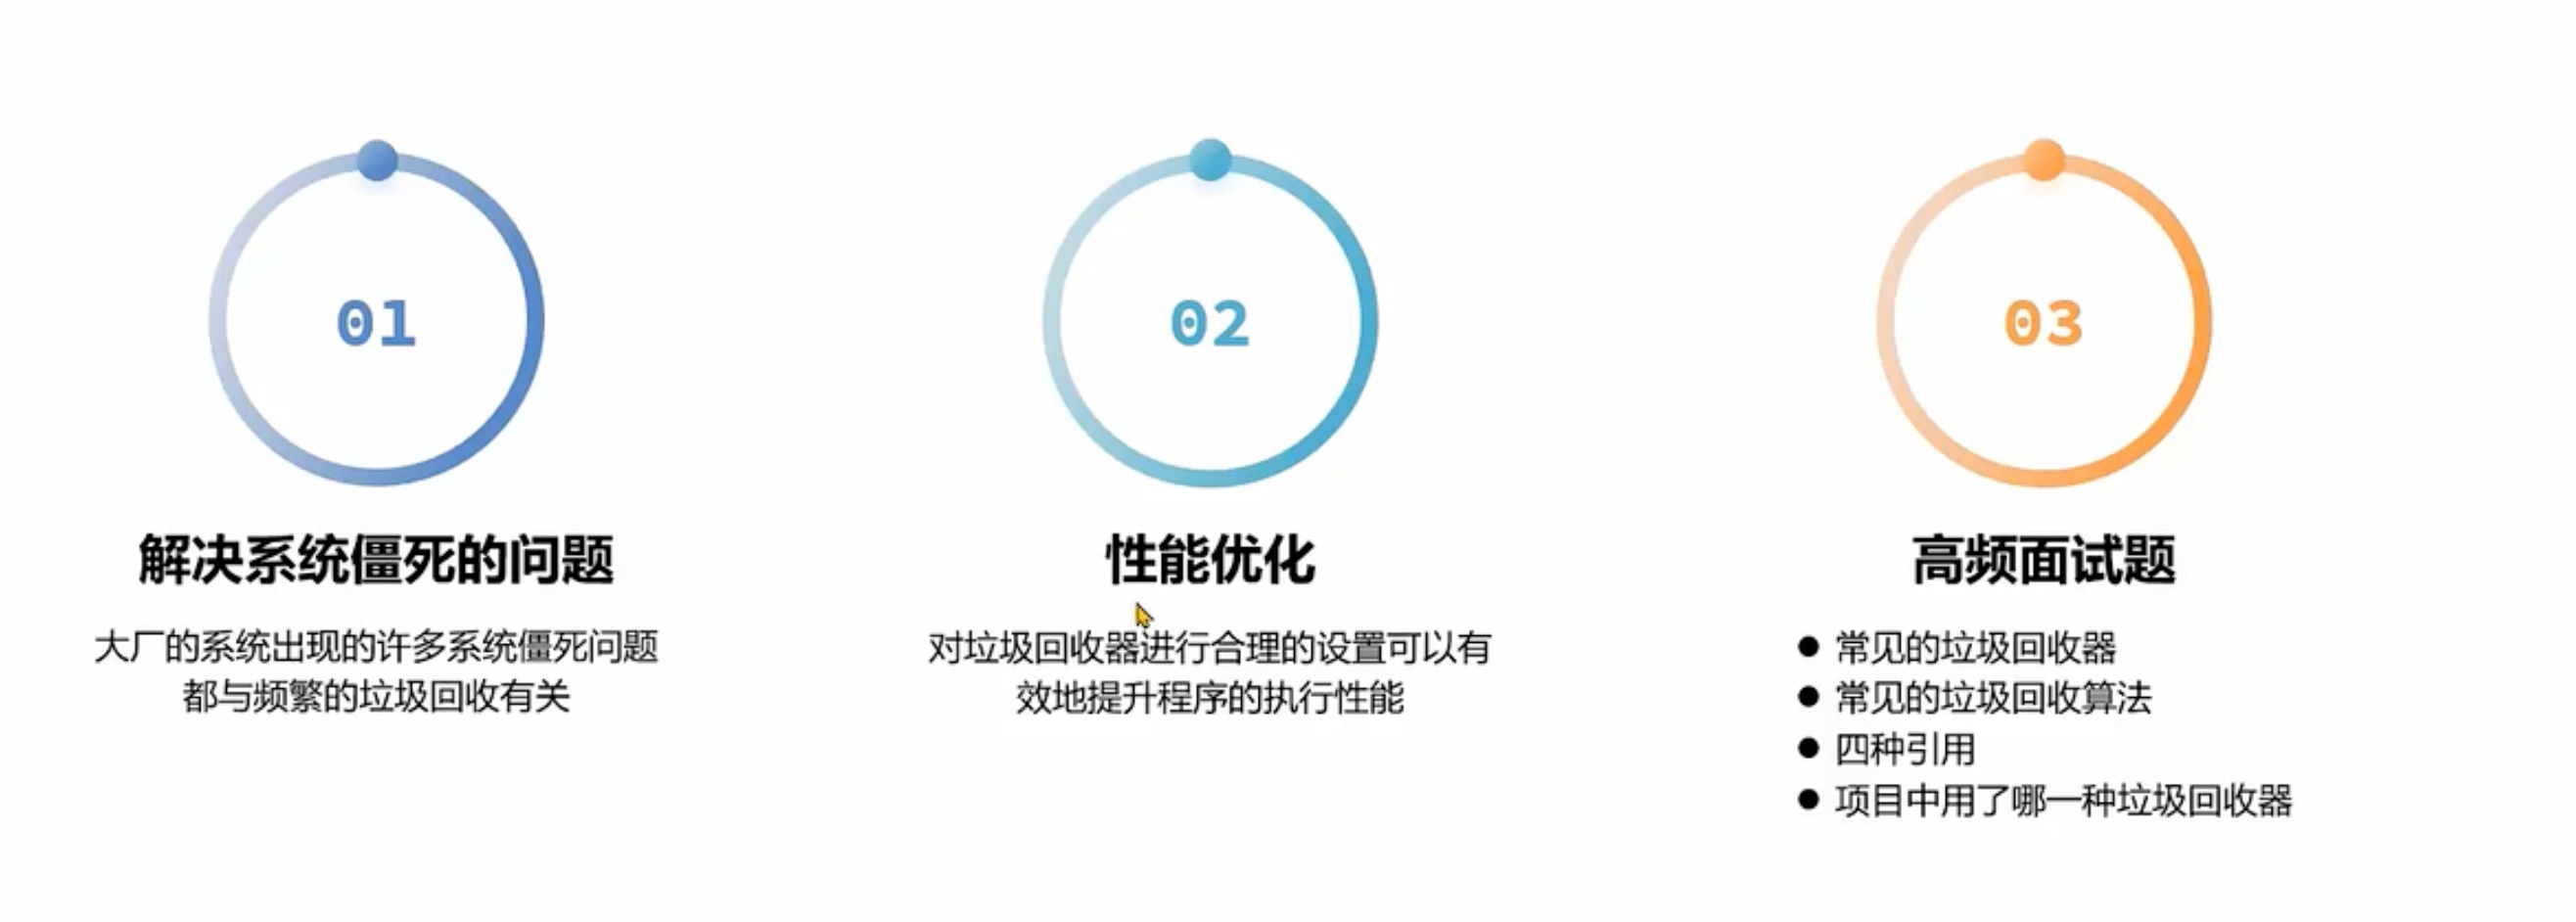 01
解决系统僵死的问题
大厂的系统出现的许多系统僵死问题
都与频繁的垃圾回收有关
02
性能优化
对垃圾回收器进行合理的设置可以有
效地提升程序的执行性能
03
高频面试题
● 常见的垃圾回收器
● 常见的垃圾回收算法
● 四种引用
● 项目中用了哪一种垃圾回收器